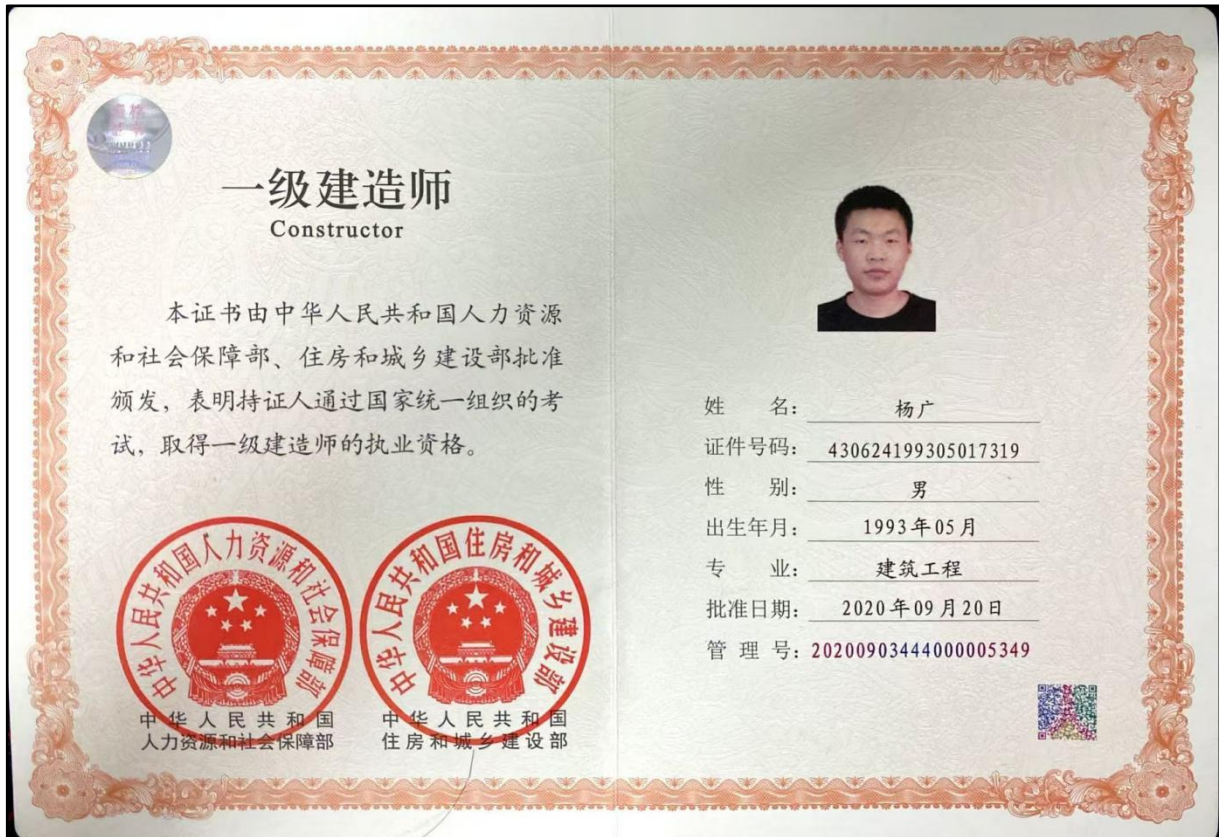 一级建造师
Constructor
本证书由中华人民共和国人力资源
和社会保障部、住房和城乡建设部批准
颁发，表明持证人通过国家统一组织的考
试，取得一级建造师的执业资格。
中华人民共和国人力资源和社会保障部
中华人民共和国
人力资源和社会保障部
中华人民共和国住房和城乡建设部
中华人民共和国
住房和城乡建设部
姓 名：杨广
证件号码：430624199305017319
性 别：男
出生年月：1993年05月
专 业：建筑工程
批准日期：2020年09月20日
管 理 号：20200903444000005349